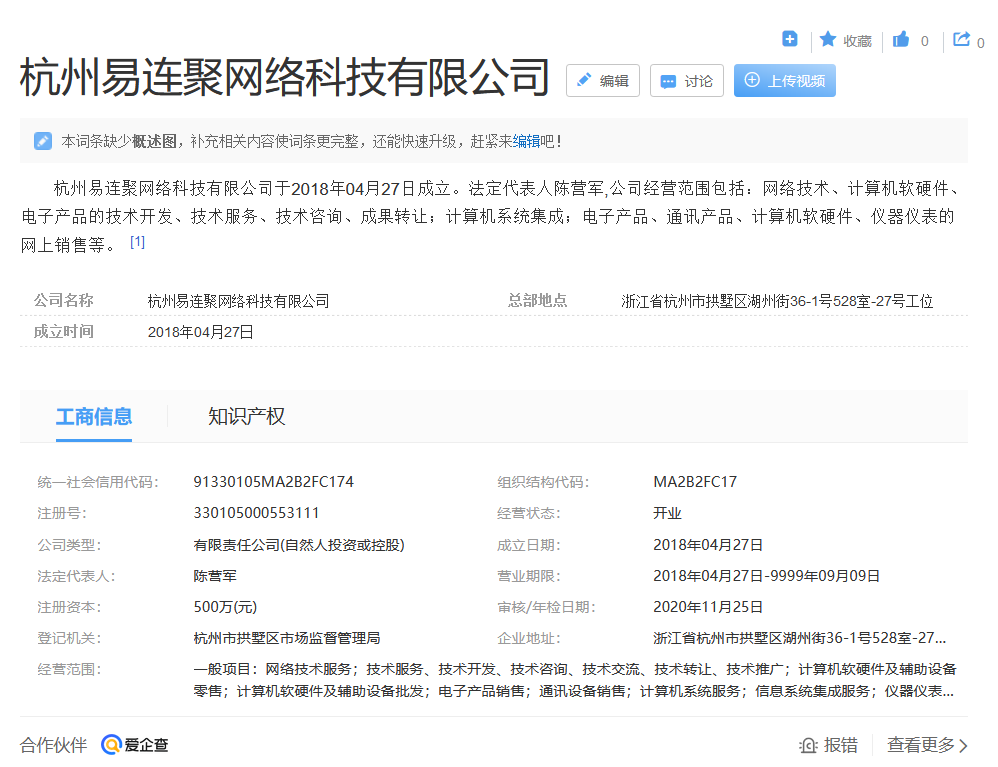 收藏 0 0
杭州易连聚网络科技有限公司 编辑 讨论 上传视频
本词条缺少概述图，补充相关内容使词条更完整，还能快速升级，赶紧来编辑吧！
杭州易连聚网络科技有限公司于2018年04月27日成立。法定代表人陈营军,公司经营范围包括：网络技术、计算机软硬件、
电子产品的技术开发、技术服务、技术咨询、成果转让；计算机系统集成；电子产品、通讯产品、计算机软硬件、仪器仪表的
网上销售等。 [1]
公司名称 杭州易连聚网络科技有限公司 总部地点 浙江省杭州市拱墅区湖州街36-1号528室-27号工位
成立时间 2018年04月27日
工商信息 知识产权
统一社会信用代码： 91330105MA2B2FC174 组织结构代码： MA2B2FC17
注册号： 330105000553111 经营状态： 开业
公司类型： 有限责任公司(自然人投资或控股) 成立日期： 2018年04月27日
法定代表人： 陈营军 营业期限： 2018年04月27日-9999年09月09日
注册资本： 500万(元) 审核/年检日期： 2020年11月25日
登记机关： 杭州市拱墅区市场监督管理局 企业地址： 浙江省杭州市拱墅区湖州街36-1号528室-27...
经营范围： 一般项目：网络技术服务；技术服务、技术开发、技术咨询、技术交流、技术转让、技术推广；计算机软硬件及辅助设备
零售；计算机软硬件及辅助设备批发；电子产品销售；通讯设备销售；计算机系统服务；信息系统集成服务；仪器仪表...
合作伙伴 爱企查 报错 查看更多